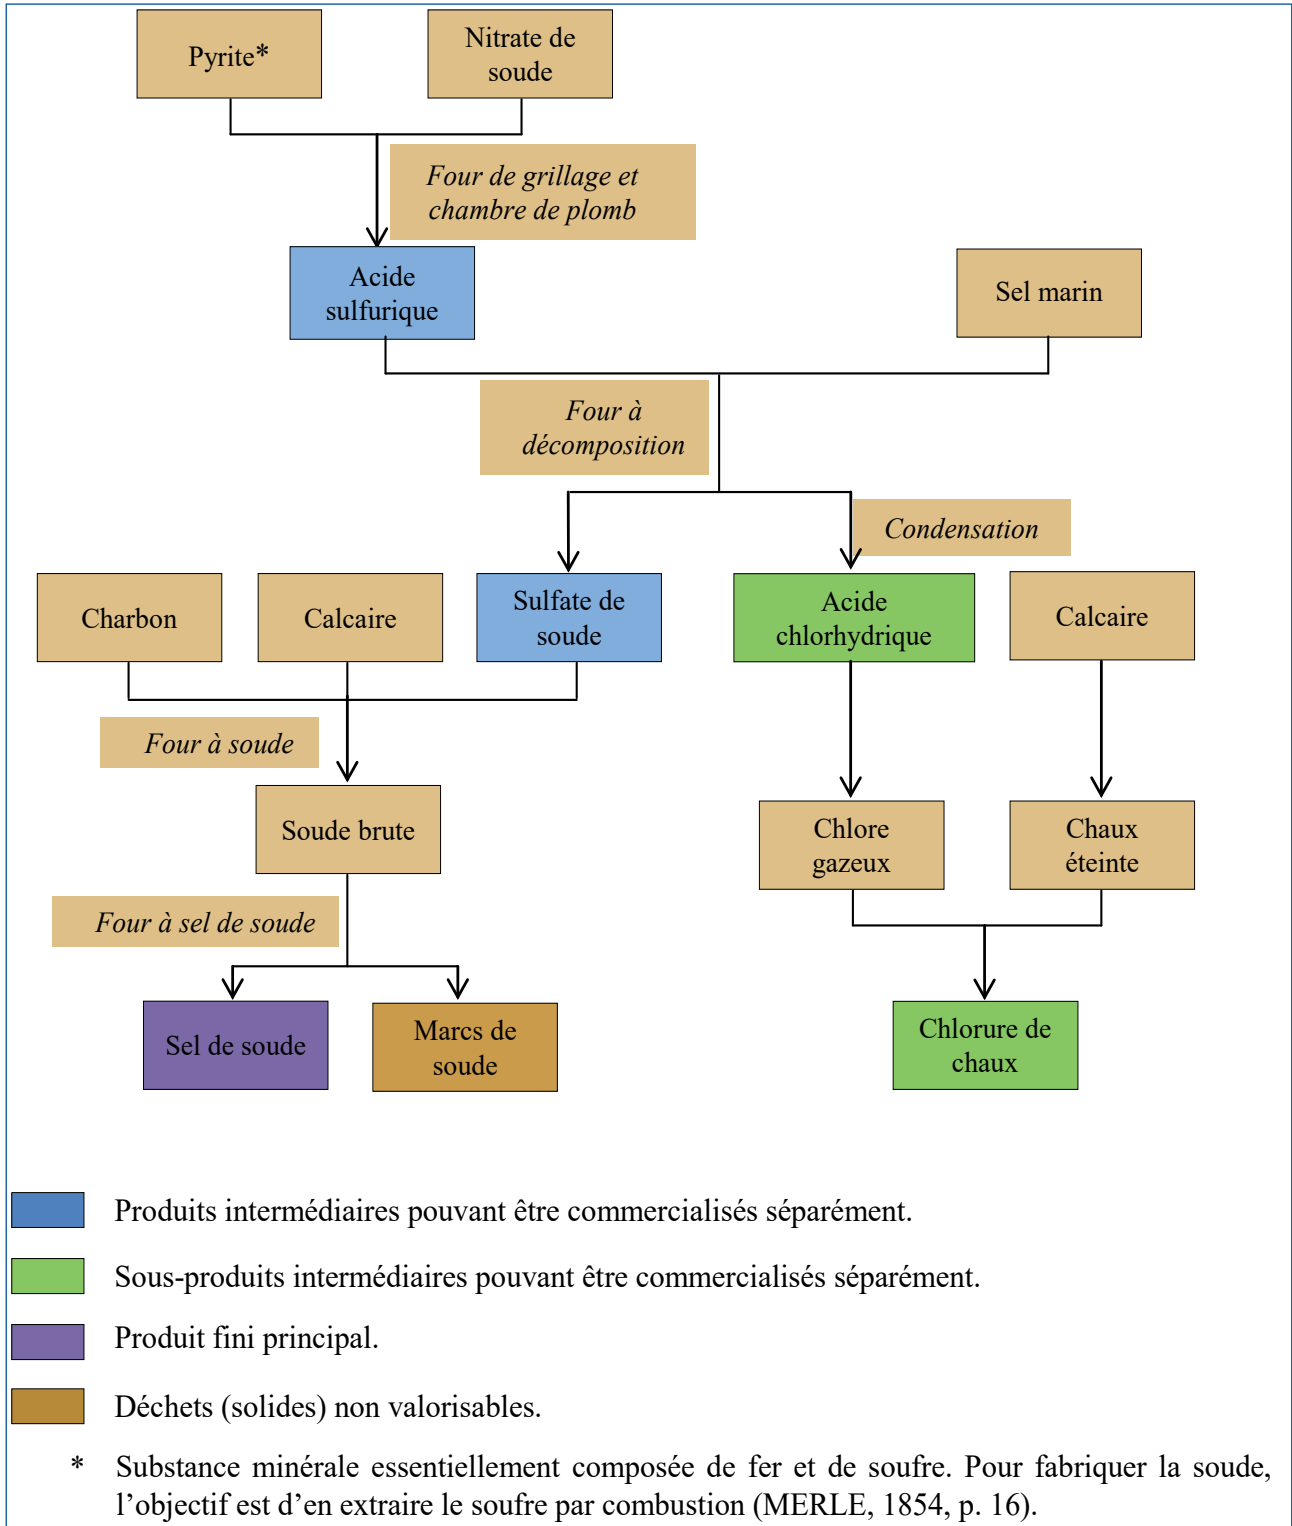 Pyrite*
Nitrate de
soude
Four de grillage et
chambre de plomb
Acide
sulfurique
Sel marin
Four à
décomposition
Condensation
Charbon
Calcaire
Sulfate de
soude
Acide
chlorhydrique
Calcaire
Four à soude
Soude brute
Chlore
gazeux
Chaux
éteinte
Four à sel de soude
Sel de soude
Marcs de
soude
Chlorure de
chaux
Produits intermédiaires pouvant être commercialisés séparément.
Sous-produits intermédiaires pouvant être commercialisés séparément.
Produit fini principal.
Déchets (solides) non valorisables.
* Substance minérale essentiellement composée de fer et de soufre. Pour fabriquer la soude,
l’objectif est d’en extraire le soufre par combustion (MERLE, 1854, p. 16).